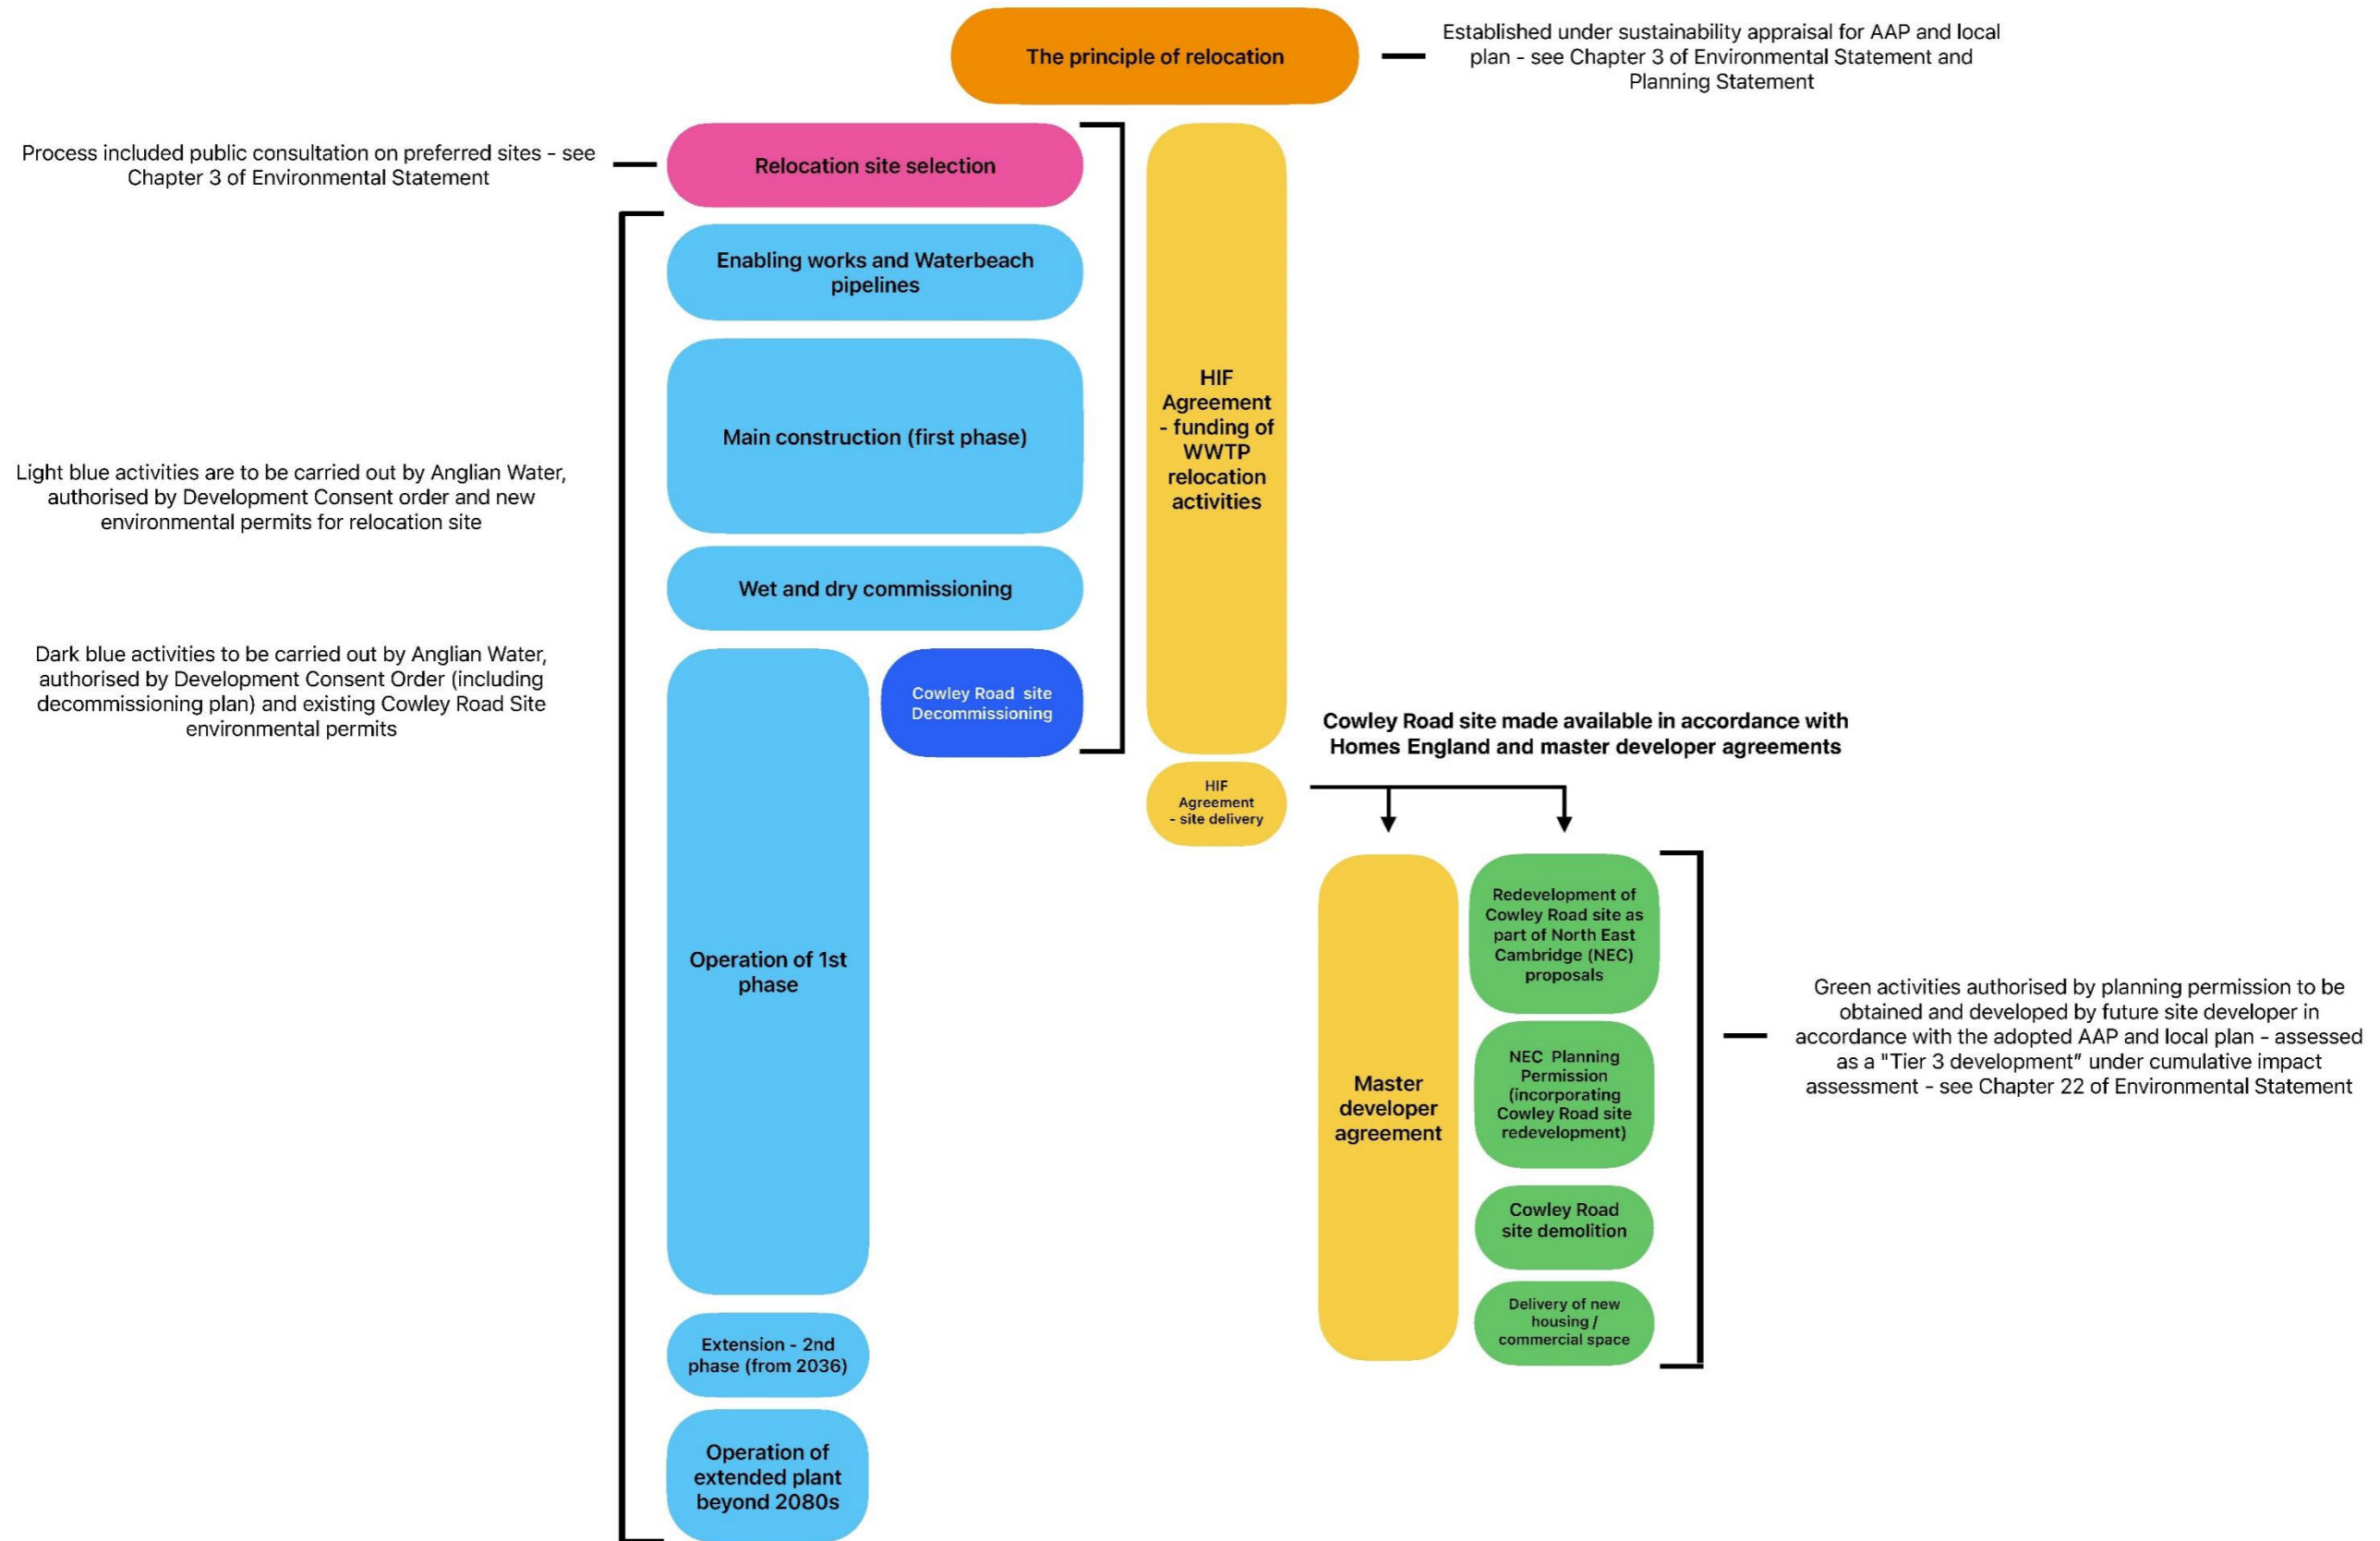 The principle of relocation
Established under sustainability appraisal for AAP and local
plan - see Chapter 3 of Environmental Statement and
Planning Statement
Process included public consultation on preferred sites - see
Chapter 3 of Environmental Statement
Relocation site selection
Enabling works and Waterbeach
pipelines
Main construction (first phase)
HIF
Agreement
- funding of
WWTP
relocation
activities
Light blue activities are to be carried out by Anglian Water,
authorised by Development Consent order and new
environmental permits for relocation site
Wet and dry commissioning
Dark blue activities to be carried out by Anglian Water,
authorised by Development Consent Order (including
decommissioning plan) and existing Cowley Road Site
environmental permits
Cowley Road site
Decommissioning
Cowley Road site made available in accordance with
Homes England and master developer agreements
HIF
Agreement
- site delivery
Operation of 1st
phase
Master
developer
agreement
Redevelopment of
Cowley Road site as
part of North East
Cambridge (NEC)
proposals
NEC Planning
Permission
(incorporating
Cowley Road site
redevelopment)
Cowley Road
site demolition
Delivery of new
housing /
commercial space
Green activities authorised by planning permission to be
obtained and developed by future site developer in
accordance with the adopted AAP and local plan - assessed
as a "Tier 3 development” under cumulative impact
assessment - see Chapter 22 of Environmental Statement
Extension - 2nd
phase (from 2036)
Operation of
extended plant
beyond 2080s